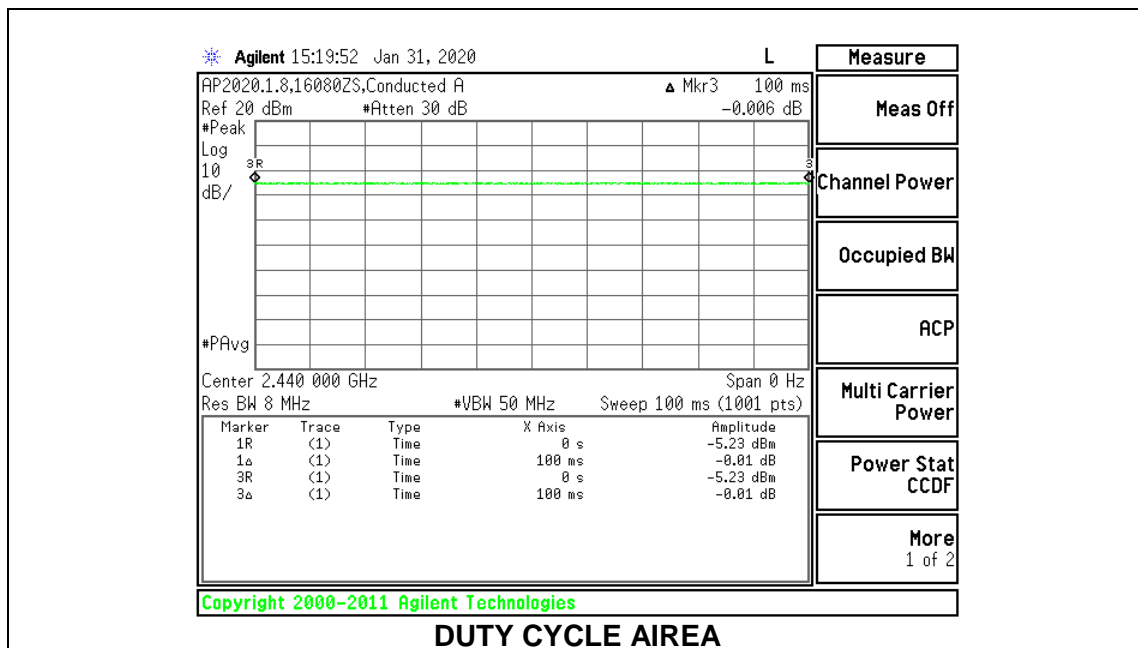 Agilent 15:19:52 Jan 31, 2020 L
Measure
AP2020.1.8,16080ZS,Conducted A
Δ Mkr3 100 ms
Ref 20 dBm #Atten 30 dB -0.006 dB
Meas Off
#Peak
Log
10
dB/
3R
3
Channel Power
Occupied BW
ACP
#PAvg
Center 2.440 000 GHz Span 0 Hz
Res BW 8 MHz #VBW 50 MHz Sweep 100 ms (1001 pts)
Multi Carrier
Power
Marker Trace Type X Axis Amplitude
1R (1) Time 0 s -5.23 dBm
1Δ (1) Time 100 ms -0.01 dB
3R (1) Time 0 s -5.23 dBm
3Δ (1) Time 100 ms -0.01 dB
Power Stat
CCDF
More
1 of 2
Copyright 2000-2011 Agilent Technologies
DUTY CYCLE AIREA